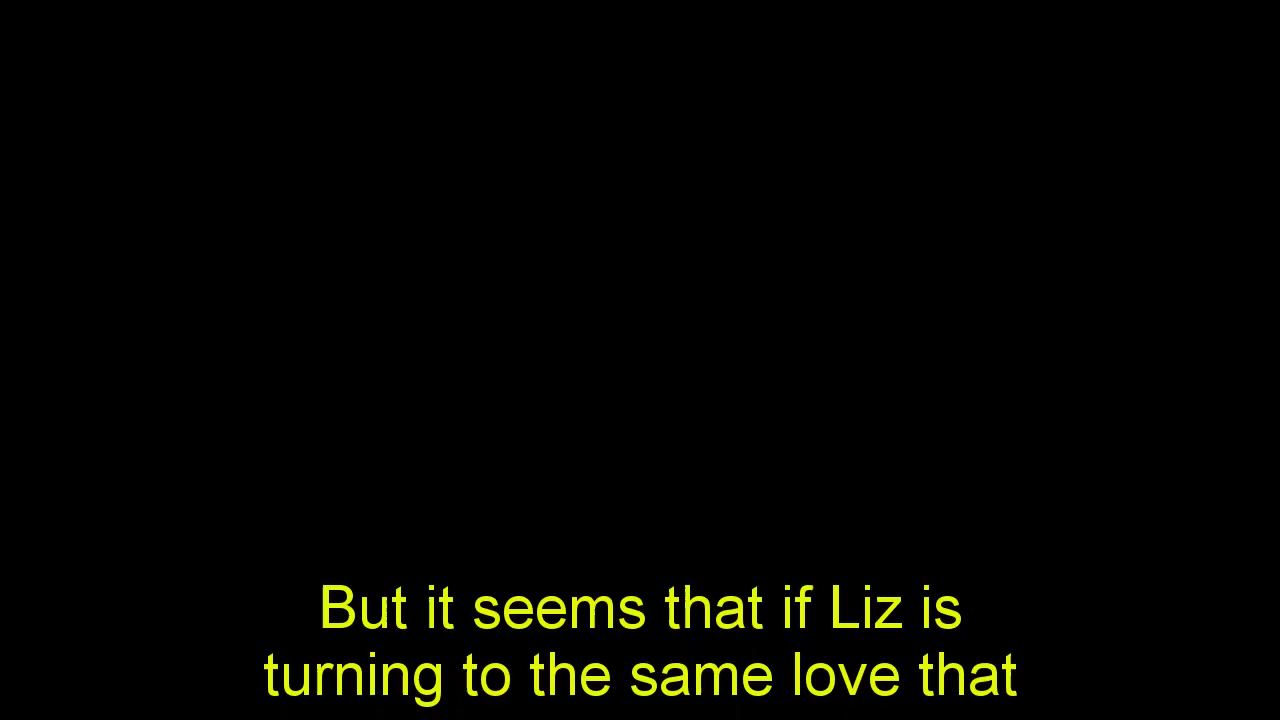 But it seems that if Liz is
turning to the same love that